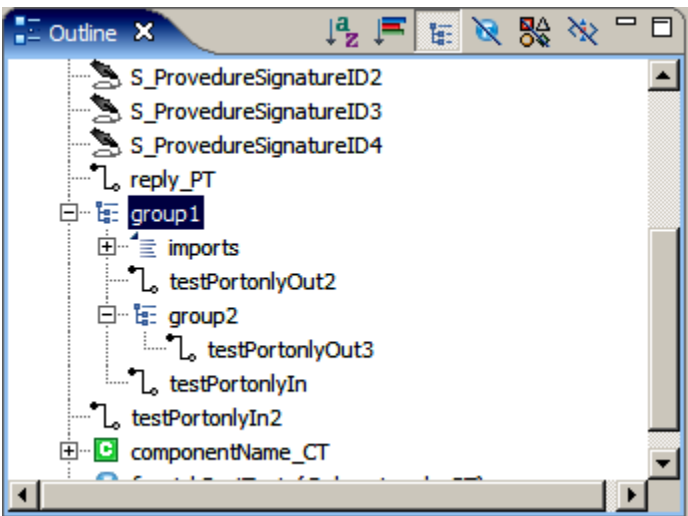 Outline
S_ProvedureSignatureID2
S_ProvedureSignatureID3
S_ProvedureSignatureID4
reply_PT
group1
imports
testPortonlyOut2
group2
testPortonlyOut3
testPortonlyIn
testPortonlyIn2
componentName_CT